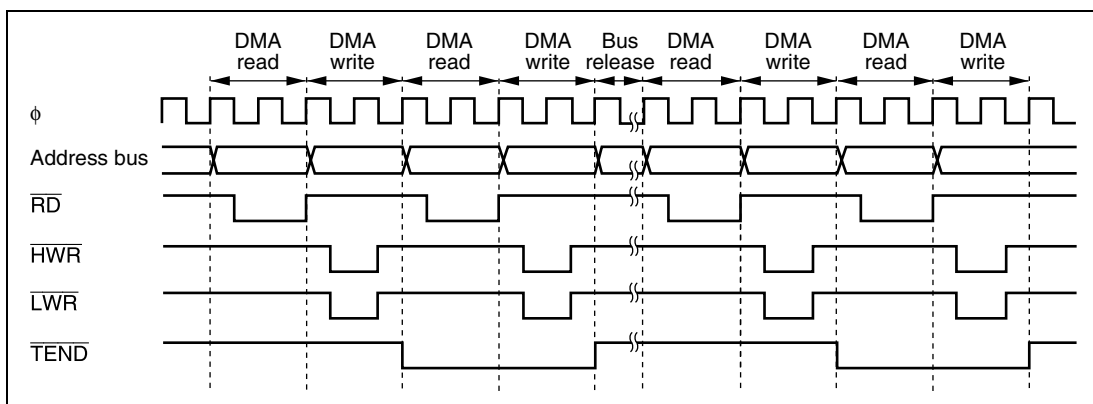 DMA read DMA write DMA read DMA write Bus release DMA read DMA write DMA read DMA write
ϕ
Address bus
RD
HWR
LWR
TEND